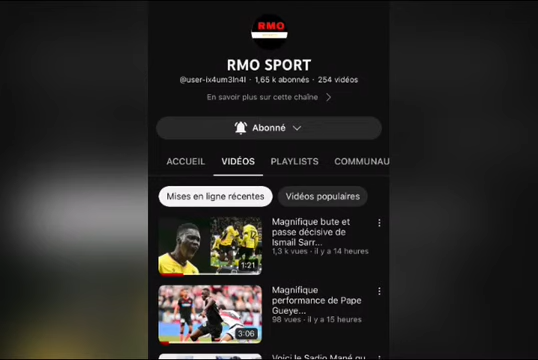 RMO
RMO SPORT
@user-ix4um3ln4l · 1,65 k abonnés · 254 vidéos
En savoir plus sur cette chaîne
Abonné
ACCUEIL VIDÉOS PLAYLISTS COMMUNAU
Mises en ligne récentes Vidéos populaires
Magnifique bute et
passe décisive de
Ismail Sarr...
1,3 k vues · il y a 14 heures
1:21
Magnifique
performance de Pape
Gueye...
98 vues · il y a 15 heures
3:06
Voici le Sadio Mané qu